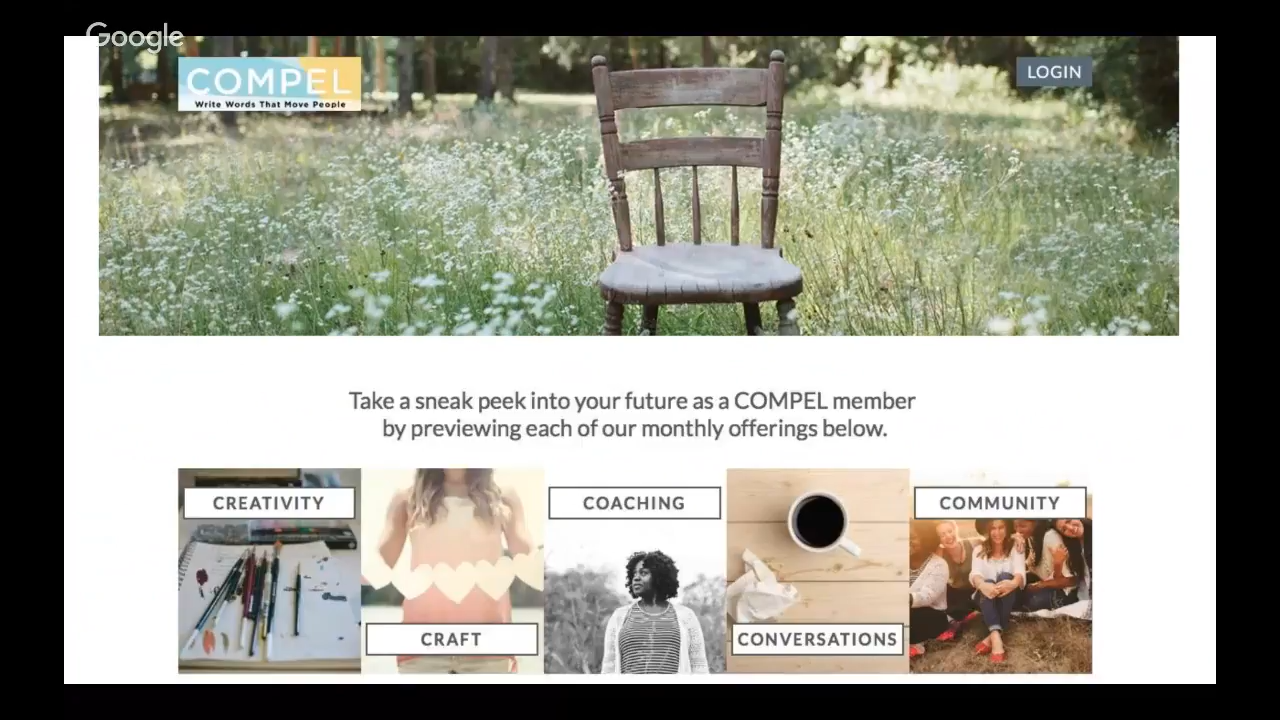 Google
COMPEL
Write Words That Move People
LOGIN
Take a sneak peek into your future as a COMPEL member
by previewing each of our monthly offerings below.
CREATIVITY
COACHING
COMMUNITY
CRAFT
CONVERSATIONS